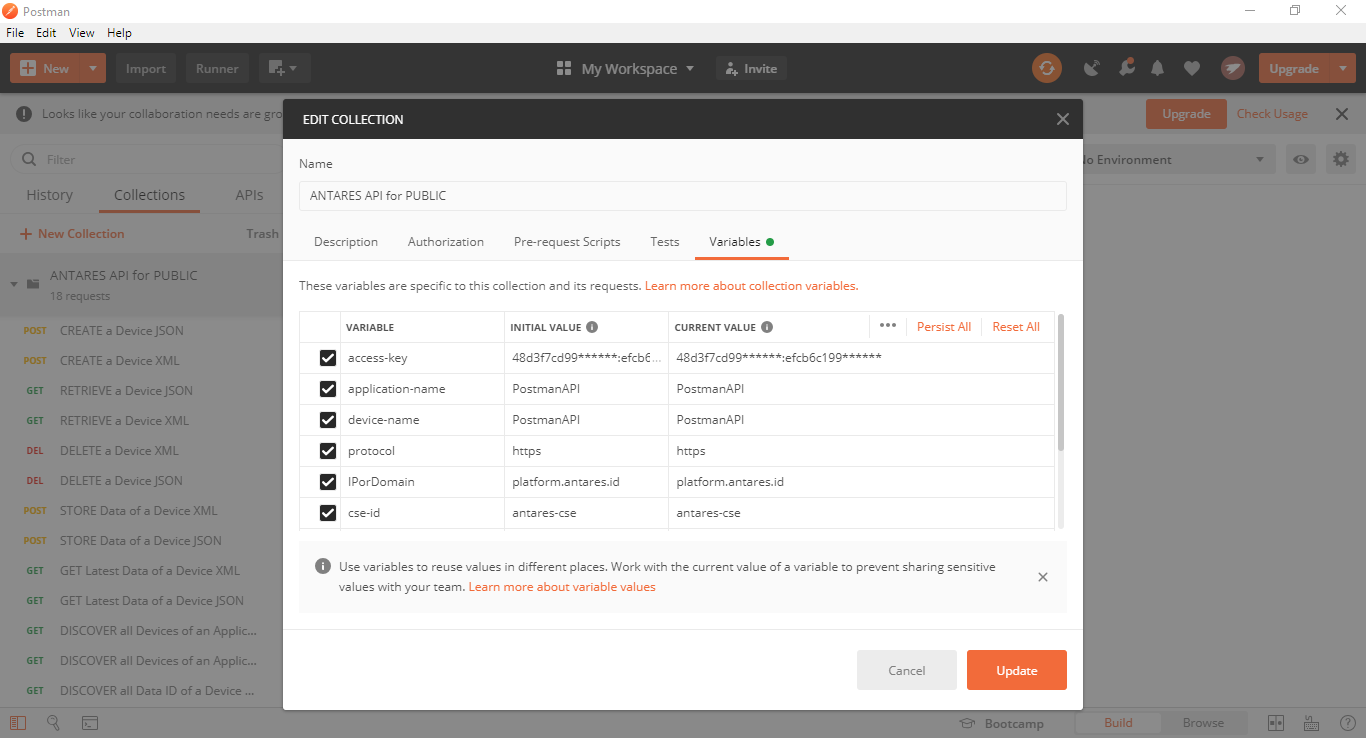 Postman
File Edit View Help
New Import Runner My Workspace Invite Upgrade
Looks like your collaboration needs are gro
Upgrade Check Usage
Filter
No Environment
History Collections APIs
New Collection Trash
ANTARES API for PUBLIC
18 requests
POST CREATE a Device JSON
POST CREATE a Device XML
GET RETRIEVE a Device JSON
GET RETRIEVE a Device XML
DEL DELETE a Device XML
DEL DELETE a Device JSON
POST STORE Data of a Device XML
POST STORE Data of a Device JSON
GET GET Latest Data of a Device XML
GET GET Latest Data of a Device JSON
GET DISCOVER all Devices of an Applic...
GET DISCOVER all Devices of an Applic...
GET DISCOVER all Data ID of a Device ...
EDIT COLLECTION
Name
ANTARES API for PUBLIC
Description Authorization Pre-request Scripts Tests Variables
These variables are specific to this collection and its requests. Learn more about collection variables.
VARIABLE INITIAL VALUE CURRENT VALUE Persist All Reset All
access-key 48d3f7cd99******:efcb6... 48d3f7cd99******:efcb6c199******
application-name PostmanAPI PostmanAPI
device-name PostmanAPI PostmanAPI
protocol https https
IPorDomain platform.antares.id platform.antares.id
cse-id antares-cse antares-cse
Use variables to reuse values in different places. Work with the current value of a variable to prevent sharing sensitive
values with your team. Learn more about variable values
Cancel Update
Bootcamp Build Browse